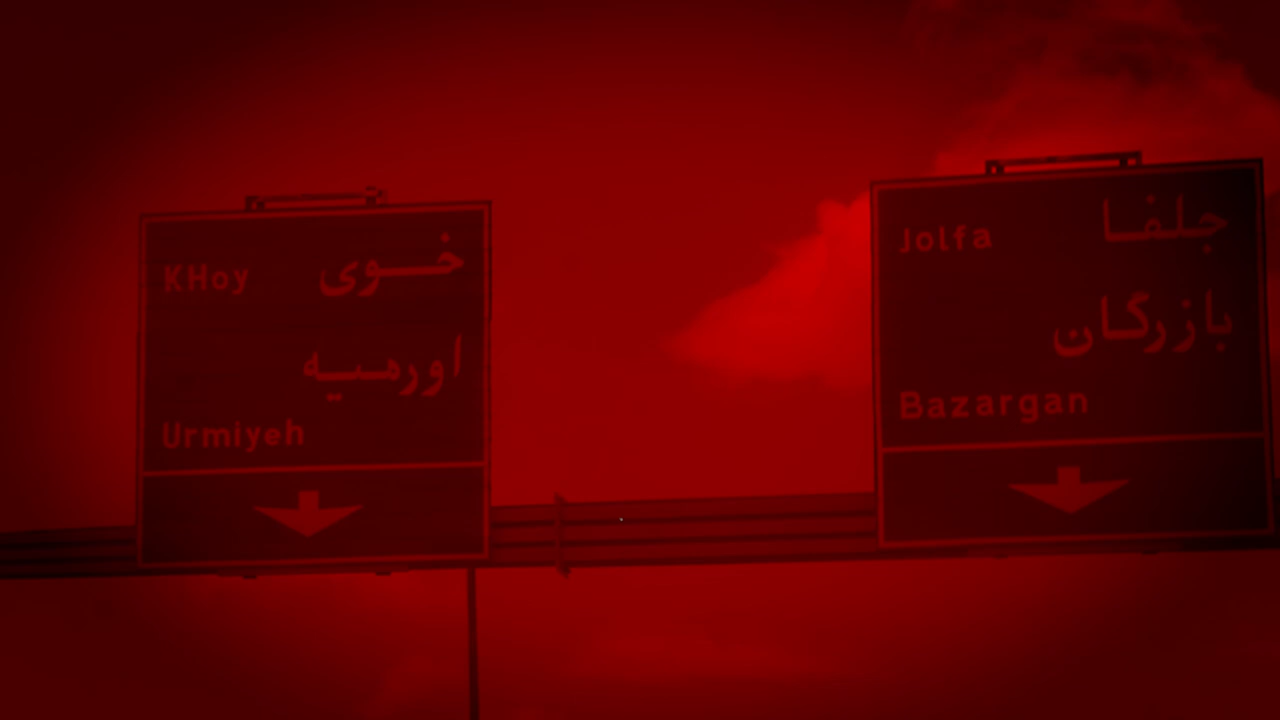 KHoy خوی
اورمیه
Urmiyeh
Jolfa جلفا
بازرگان
Bazargan